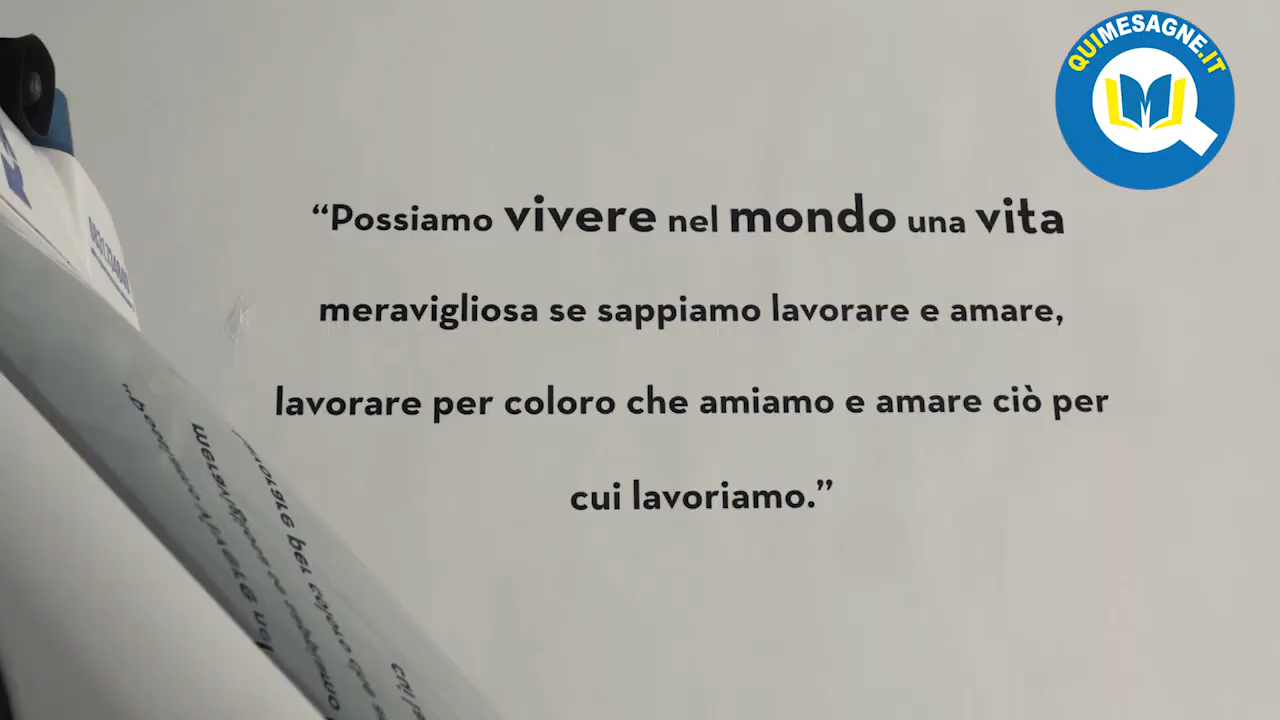 QUIMESAGNE.IT
“Possiamo vivere nel mondo una vita
meravigliosa se sappiamo lavorare e amare,
lavorare per coloro che amiamo e amare ciò per
cui lavoriamo.”